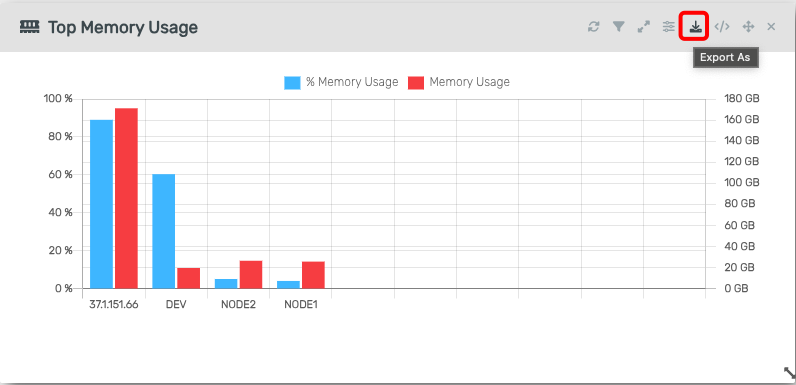 Top Memory Usage
</>
Export As
% Memory Usage Memory Usage
100 % 180 GB
160 GB
80 % 140 GB
120 GB
60 % 100 GB
80 GB
40 % 60 GB
20 % 40 GB
20 GB
0 % 0 GB
37.1.151.66 DEV NODE2 NODE1